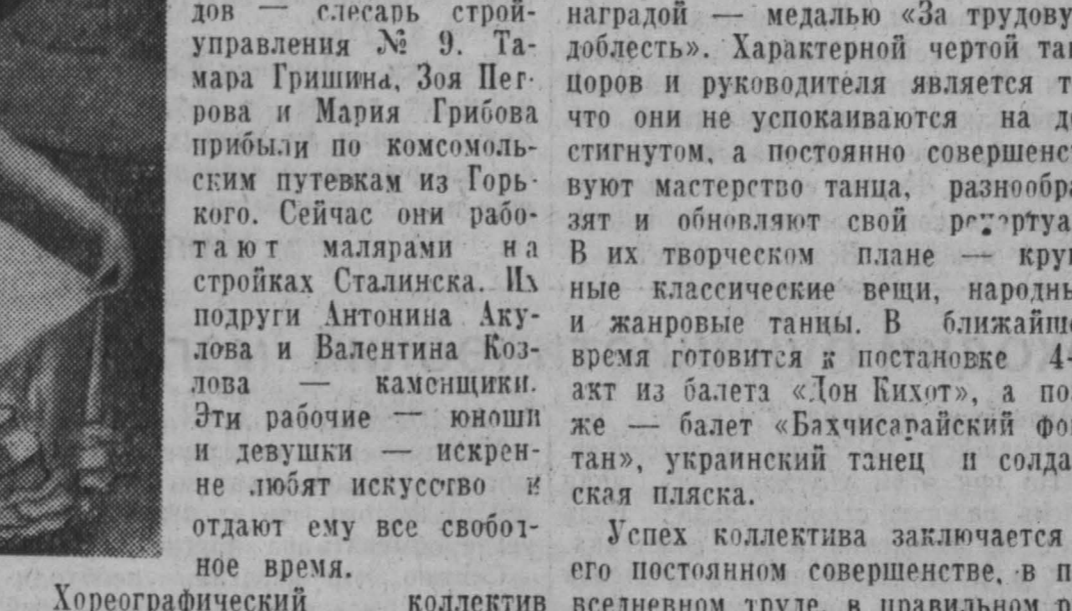 дов — слесарь строй-
управления № 9. Та-
мара Гришина, Зоя Пет-
рова и Мария Грибова
прибыли по комсомоль-
ским путевкам из Горь-
кого. Сейчас они рабо-
тают малярами на
стройках Сталинска. Их
подруги Антонина Аку-
лова и Валентина Коз-
лова — каменщики.
Эти рабочие — юноши
и девушки — искрен-
не любят искусство и
отдают ему все свобод-
ное время.
Хореографический коллектив
наградой — медалью «За трудову
доблесть». Характерной чертой тан
цоров и руководителя является т
что они не успокаиваются на до
стигнутом, а постоянно совершенст
вуют мастерство танца, разнообра
зят и обновляют свой репертуа
В их творческом плане — круп
ные классические вещи, народны
и жанровые танцы. В ближайше
время готовится к постановке 4-
акт из балета «Дон Кихот», а по
же — балет «Бахчисарайский фон
тан», украинский танец и солда
ская пляска.
Успех коллектива заключается
его постоянном совершенстве, в п
вседневном труде, в правильном р